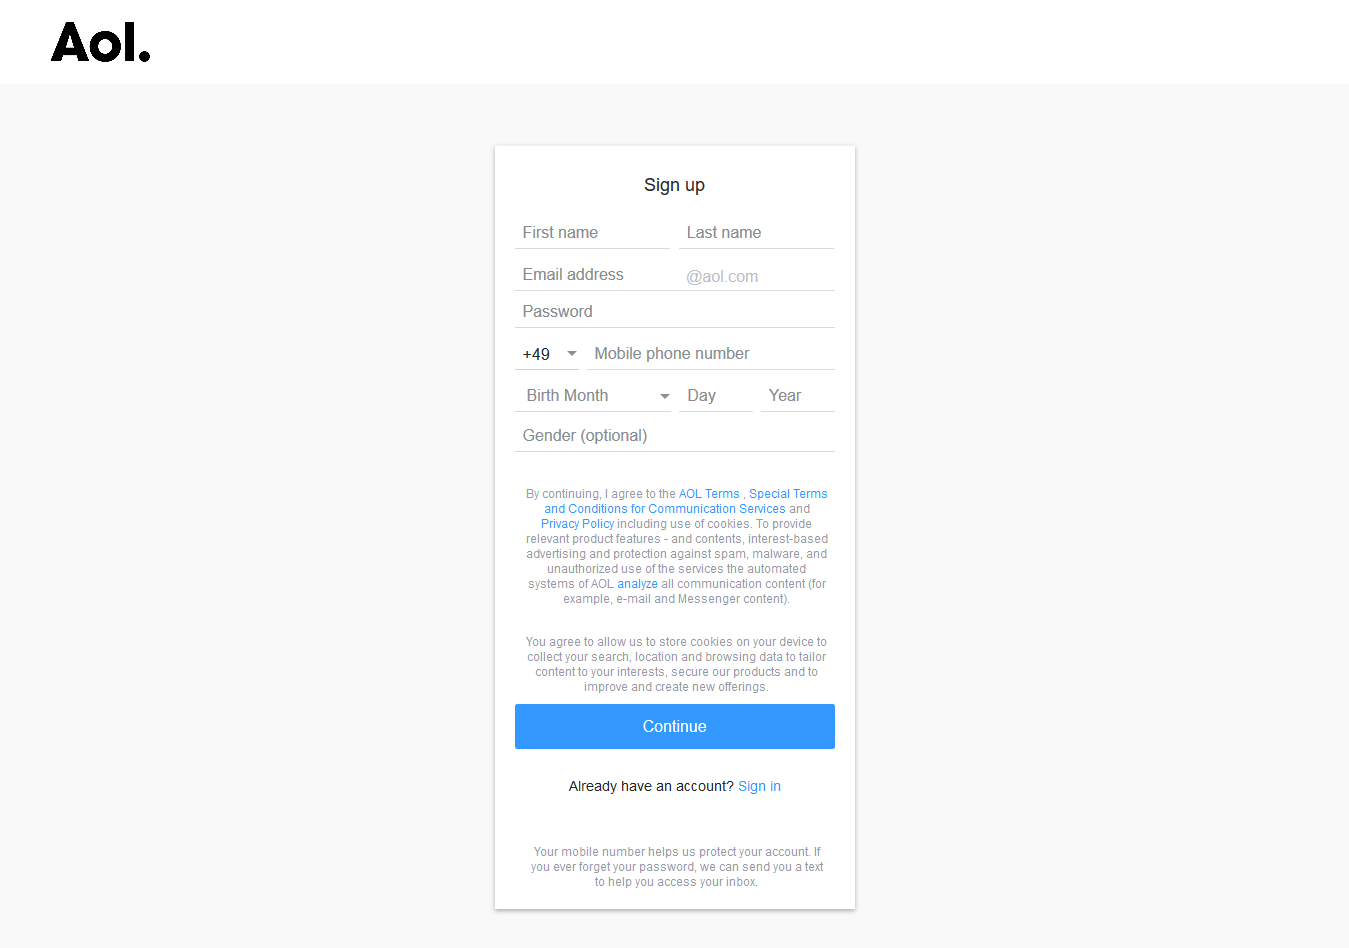 Aol.
Sign up
First name Last name
Email address @aol.com
Password
+49 Mobile phone number
Birth Month Day Year
Gender (optional)
By continuing, I agree to the AOL Terms , Special Terms
and Conditions for Communication Services and
Privacy Policy including use of cookies. To provide
relevant product features - and contents, interest-based
advertising and protection against spam, malware, and
unauthorized use of the services the automated
systems of AOL analyze all communication content (for
example, e-mail and Messenger content).
You agree to allow us to store cookies on your device to
collect your search, location and browsing data to tailor
content to your interests, secure our products and to
improve and create new offerings.
Continue
Already have an account? Sign in
Your mobile number helps us protect your account. If
you ever forget your password, we can send you a text
to help you access your inbox.